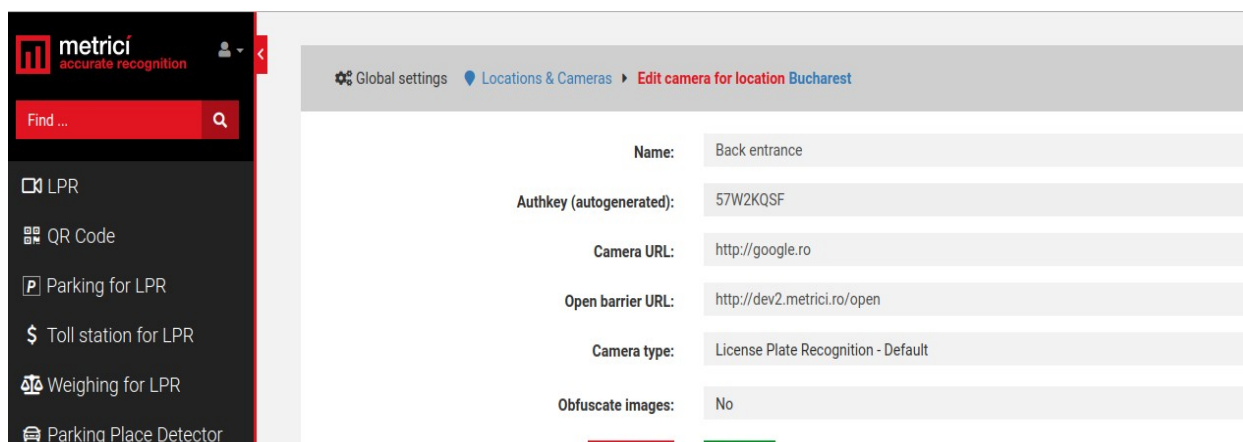 metrici
accurate recognition
Find ...
LPR
QR Code
Parking for LPR
$ Toll station for LPR
Weighing for LPR
Parking Place Detector
Global settings Locations & Cameras Edit camera for location Bucharest
Name: Back entrance
Authkey (autogenerated): 57W2KQSF
Camera URL: http://google.ro
Open barrier URL: http://dev2.metrici.ro/open
Camera type: License Plate Recognition - Default
Obfuscate images: No